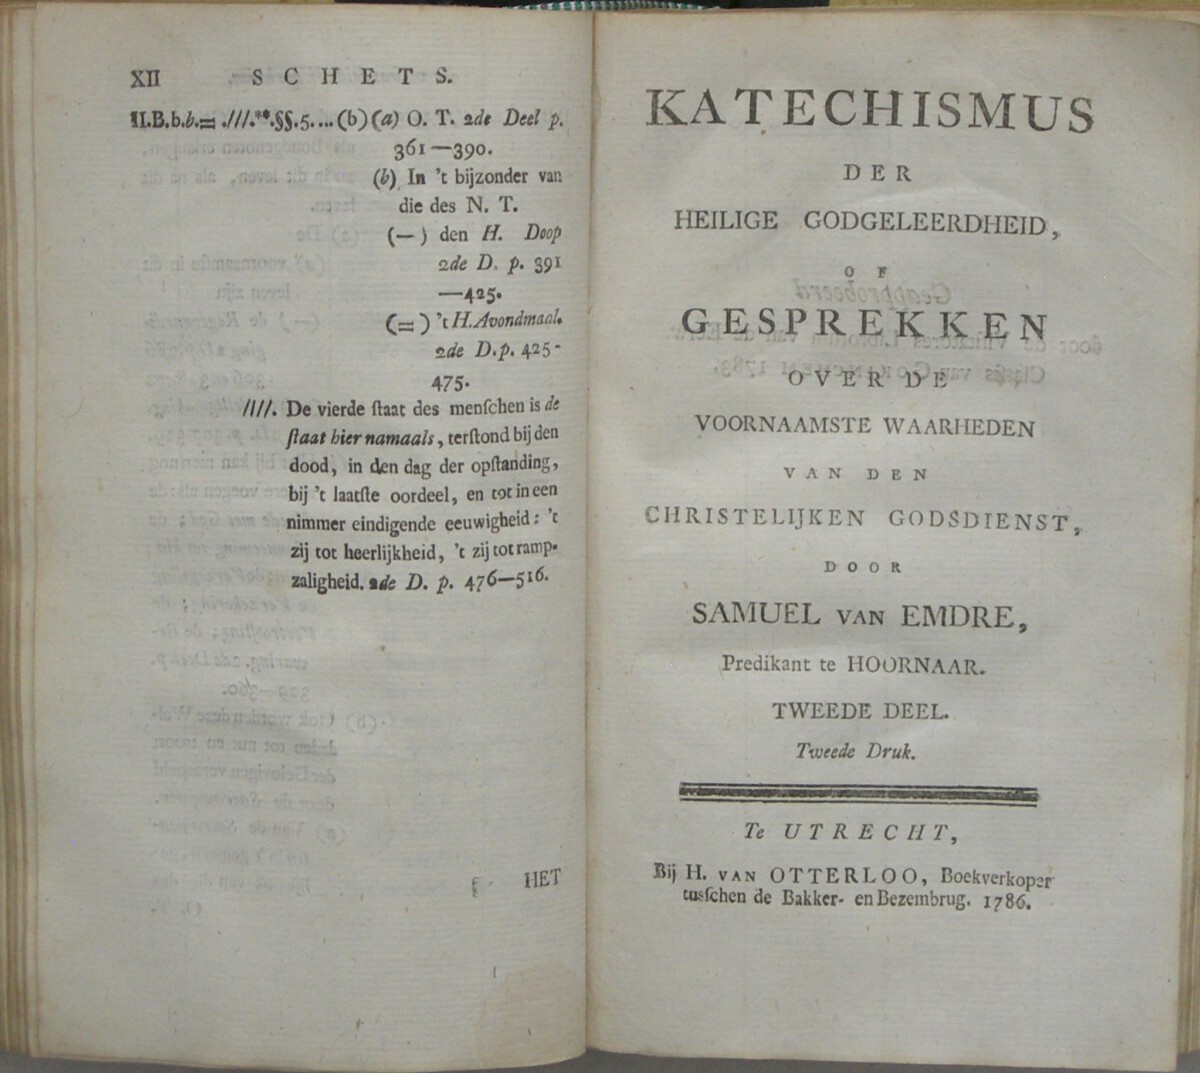 XII SCHETS.
II.B.b.b.= .///.**.§§.5....(b)(a) O. T. 2de Deel p.
361—390.
(b) In 't bijzonder van
die des N. T.
(—) den H. Doop
2de D. p. 391
—425.
(=) 't H. Avondmaal.
2de D. p. 425-
475.
////. De vierde ſtaat des menſchen is de
ſtaat hier namaals, terſtond bij den
dood, in den dag der opſtanding,
bij 't laatſte oordeel, en tot in een
nimmer eindigende eeuwigheid: 't
zij tot heerlijkheid, 't zij tot ramp-
zaligheid. 2de D. p. 476—516.
HET
KATECHISMUS
DER
HEILIGE GODGELEERDHEID,
OF
GESPREKKEN
OVER DE
VOORNAAMSTE WAARHEDEN
VAN DEN
CHRISTELIJKEN GODSDIENST,
DOOR
SAMUEL VAN EMDRE,
Predikant te HOORNAAR.
TWEEDE DEEL.
Tweede Druk.
Te UTRECHT,
Bij H. VAN OTTERLOO, Boekverkoper
tusſchen de Bakker- en Bezembrug. 1786.